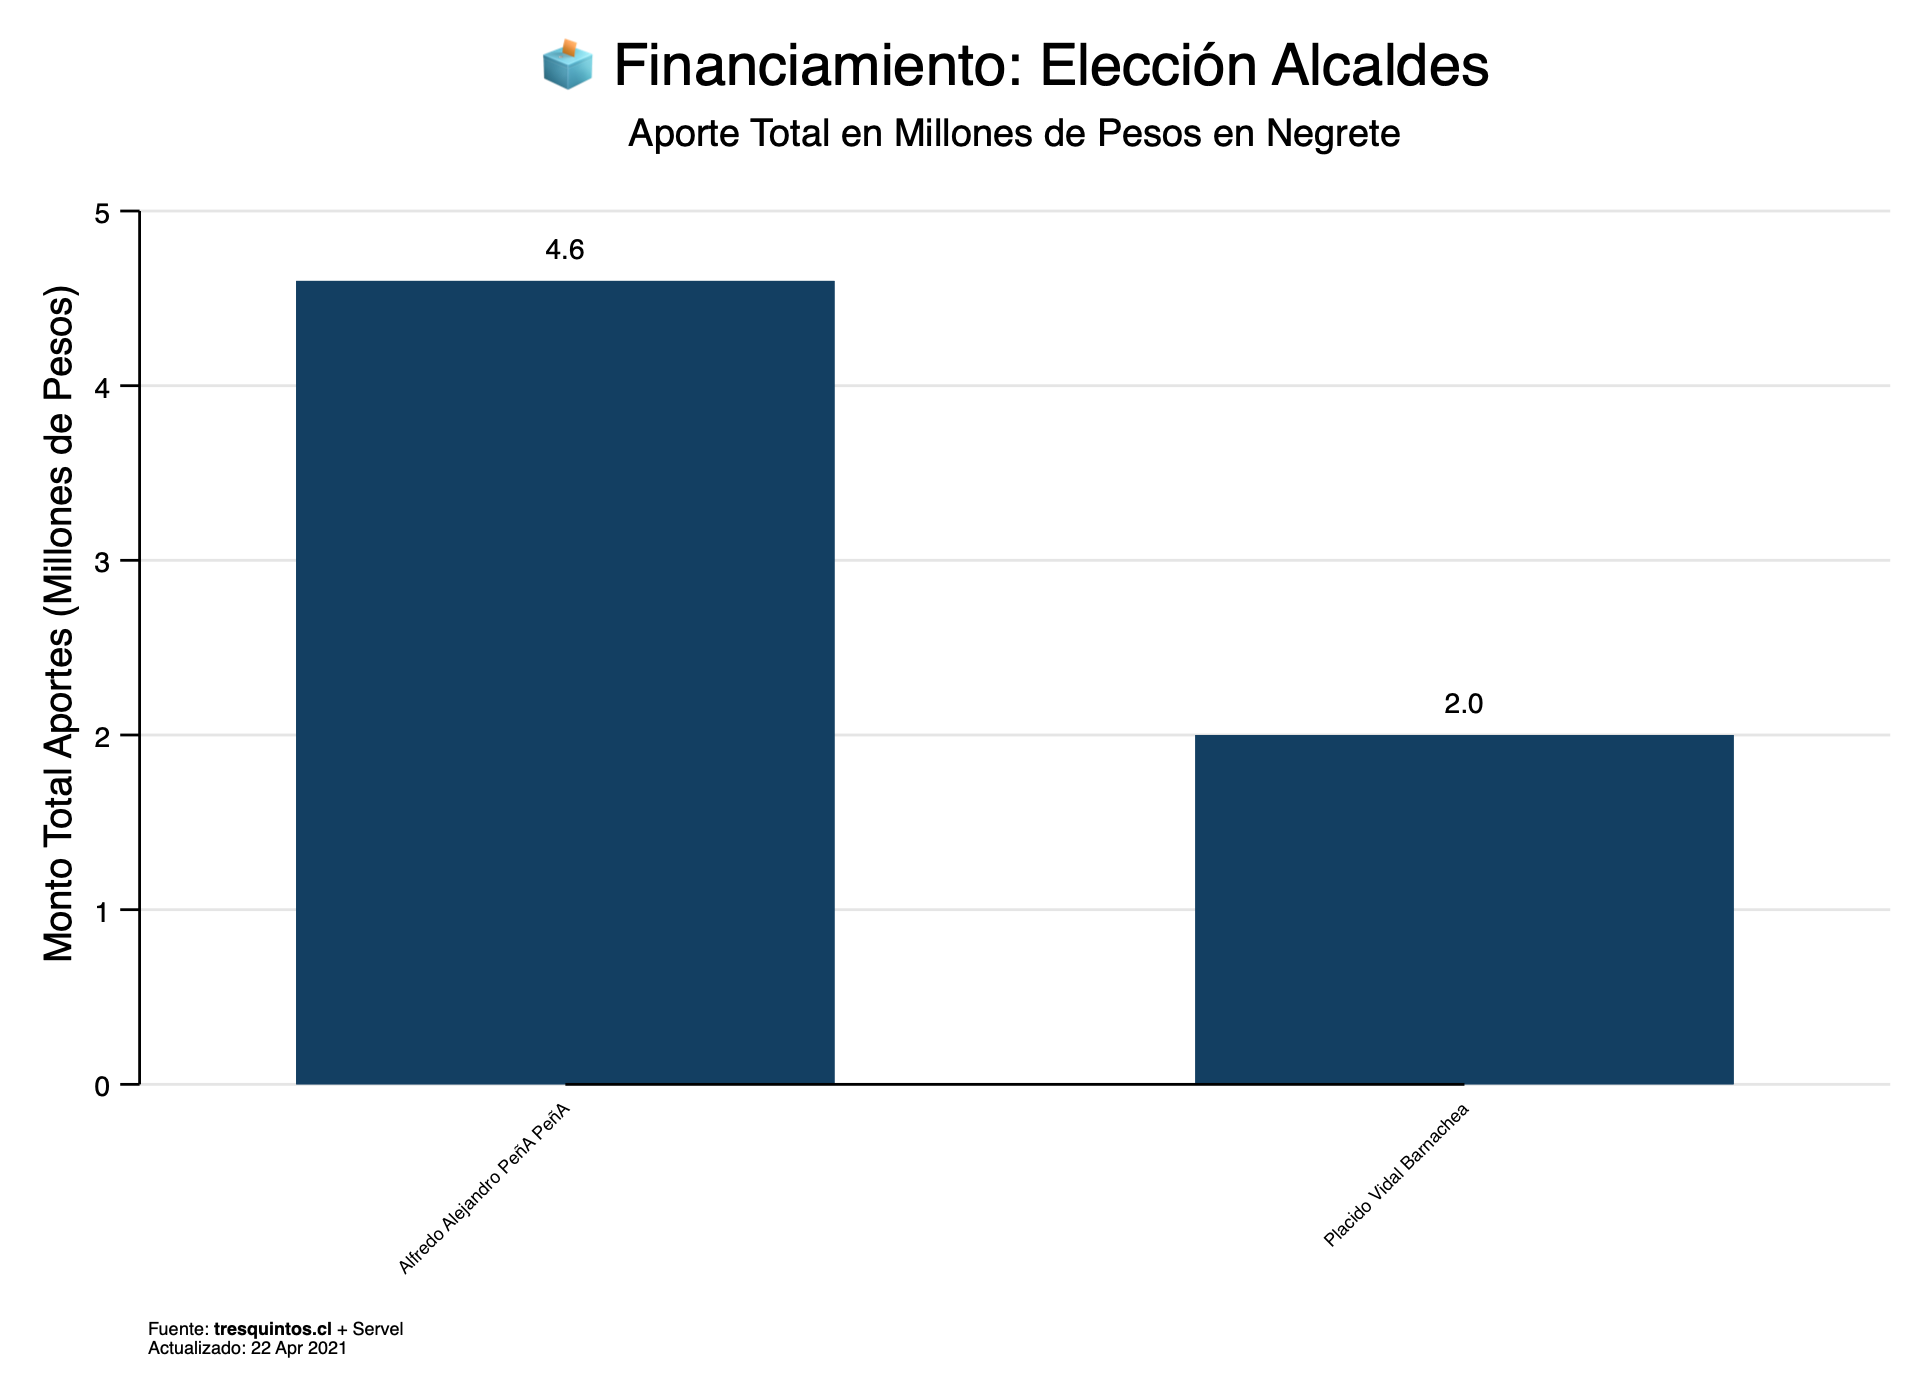 Financiamiento: Elección Alcaldes
Aporte Total en Millones de Pesos en Negrete
Monto Total Aportes (Millones de Pesos)
5
4
3
2
1
0
4.6
2.0
Alfredo Alejandro PeñA PeñA
Placido Vidal Barnachea
Fuente: tresquintos.cl + Servel
Actualizado: 22 Apr 2021